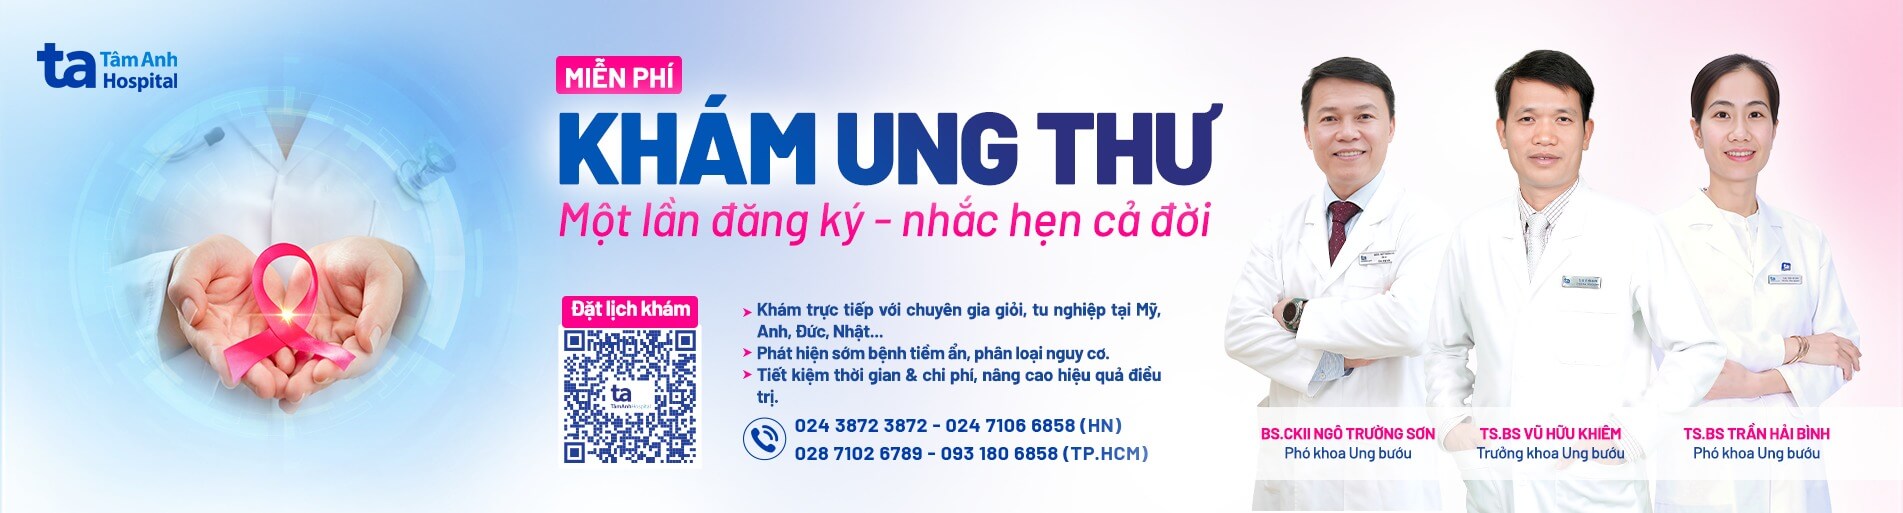 ta Tâm Anh
Hospital
MIỄN PHÍ
KHÁM UNG THƯ
Một lần đăng ký - nhắc hẹn cả đời
Đặt lịch khám
ta
TâmAnhHospital
Khám trực tiếp với chuyên gia giỏi, tu nghiệp tại Mỹ,
Anh, Đức, Nhật...
Phát hiện sớm bệnh tiềm ẩn, phân loại nguy cơ.
Tiết kiệm thời gian & chi phí, nâng cao hiệu quả điều
trị.
024 3872 3872 - 024 7106 6858 (HN)
028 7102 6789 - 093 180 6858 (TP.HCM)
BS.CKII NGÔ TRƯỜNG SƠN
Phó khoa Ung bướu
TS.BS VŨ HỮU KHIÊM
Trưởng khoa Ung bướu
TS.BS TRẦN HẢI BÌNH
Phó khoa Ung bướu
ta
ta